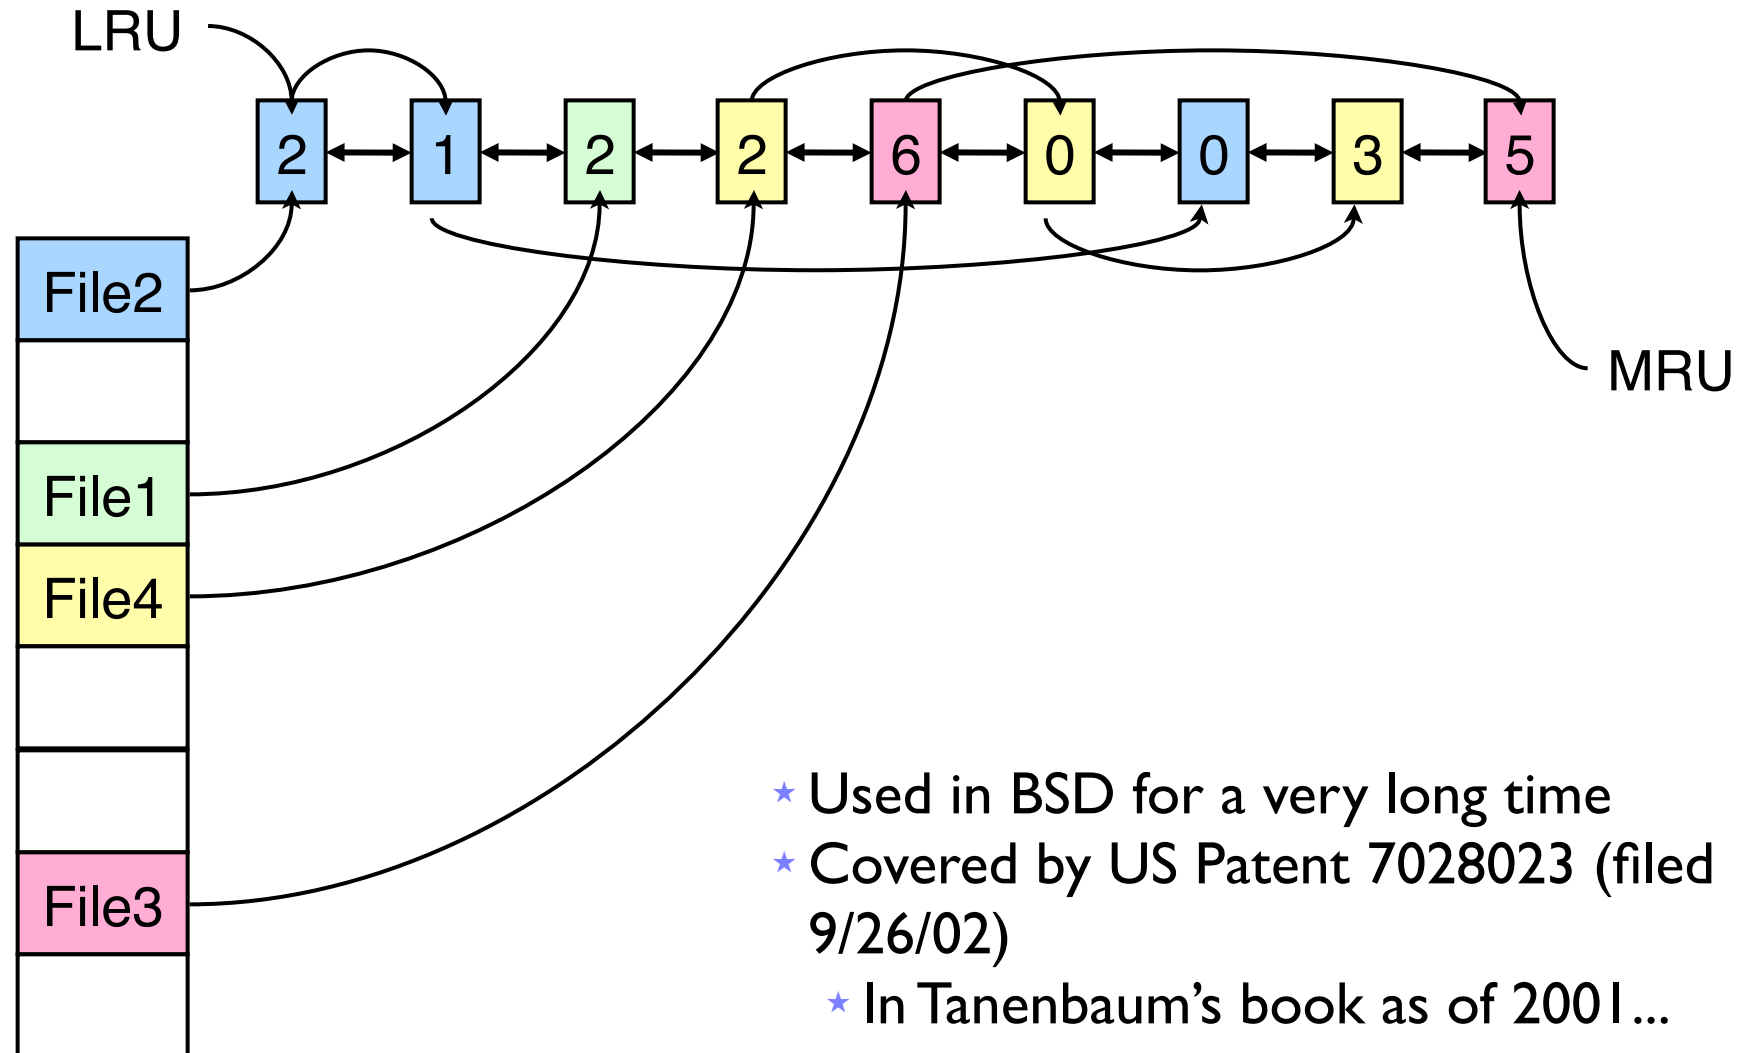 LRU
2 1 2 2 6 0 0 3 5
File2
MRU
File1
File4
File3
★ Used in BSD for a very long time
★ Covered by US Patent 7028023 (filed
9/26/02)
★ In Tanenbaum’s book as of 2001...